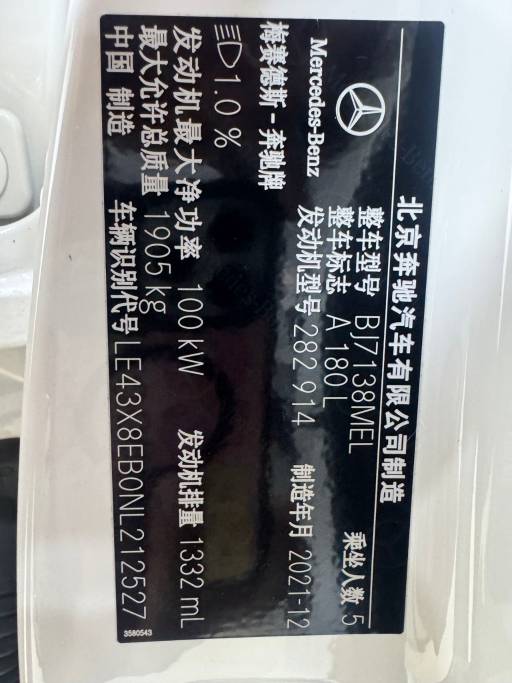 北京奔驰汽车有限公司制造
Mercedes-Benz
整车型号 BJ7138MEL 乘坐人数 5
整车标志 A 180 L
梅赛德斯-奔驰牌 发动机型号 282 914 制造年月 2021-12
1.0 %
发动机最大净功率 100 kW 发动机排量 1332 mL
最大允许总质量 1905 kg
中国 制造 车辆识别代号 LE43X8EB0NL212527
3580543